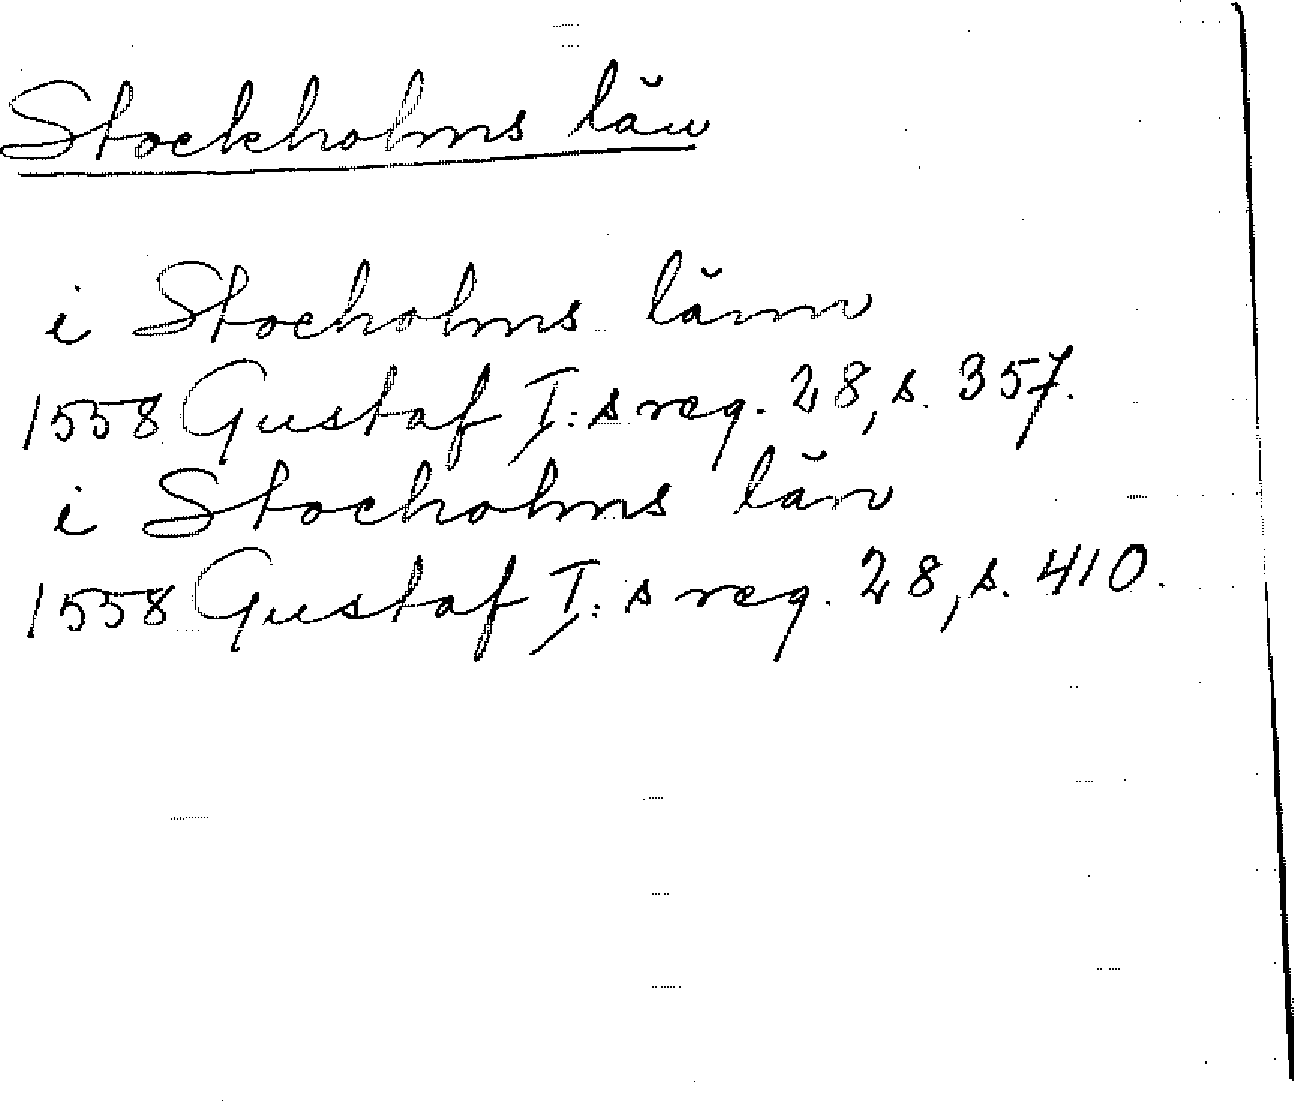 Stockholms län
i Stocholms länn
1558 Gustaf I:s reg. 28, s. 357.
i Stocholms län
1558 Gustaf I:s reg. 28, s. 410.